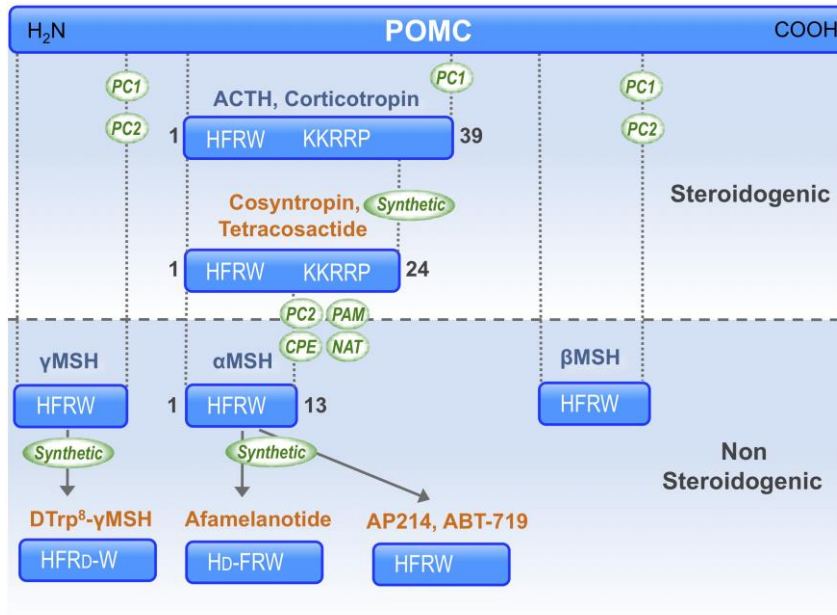 H₂N POMC COOH
PC1 PC1 PC1
ACTH, Corticotropin
PC2 PC2
1 HFRW KKRRP 39
Steroidogenic
Cosyntropin, Synthetic
Tetracosactide
1 HFRW KKRRP 24
PC2 PAM
CPE NAT
γMSH αMSH βMSH
HFRW 1 HFRW 13 HFRW
Synthetic Synthetic
Non
Steroidogenic
DTrp⁸-γMSH Afamelanotide AP214, ABT-719
HFRD-W HD-FRW HFRW